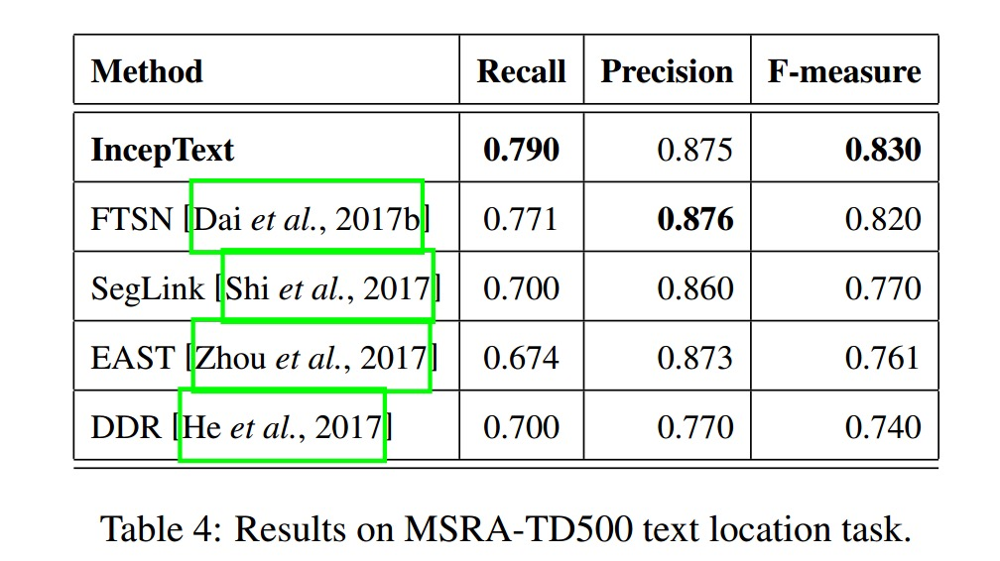 Method Recall Precision F-measure
IncepText 0.790 0.875 0.830
FTSN [Dai et al., 2017b] 0.771 0.876 0.820
SegLink [Shi et al., 2017] 0.700 0.860 0.770
EAST [Zhou et al., 2017] 0.674 0.873 0.761
DDR [He et al., 2017] 0.700 0.770 0.740
Table 4: Results on MSRA-TD500 text location task.